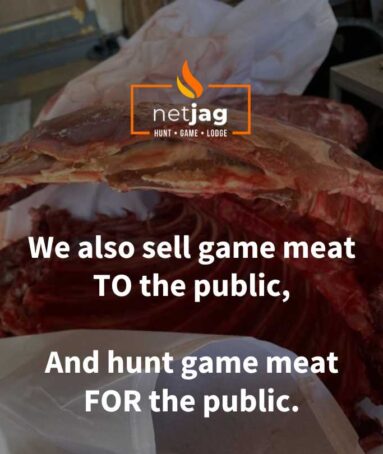 netjag
HUNT • GAME • LODGE
We also sell game meat
TO the public,
And hunt game meat
FOR the public.